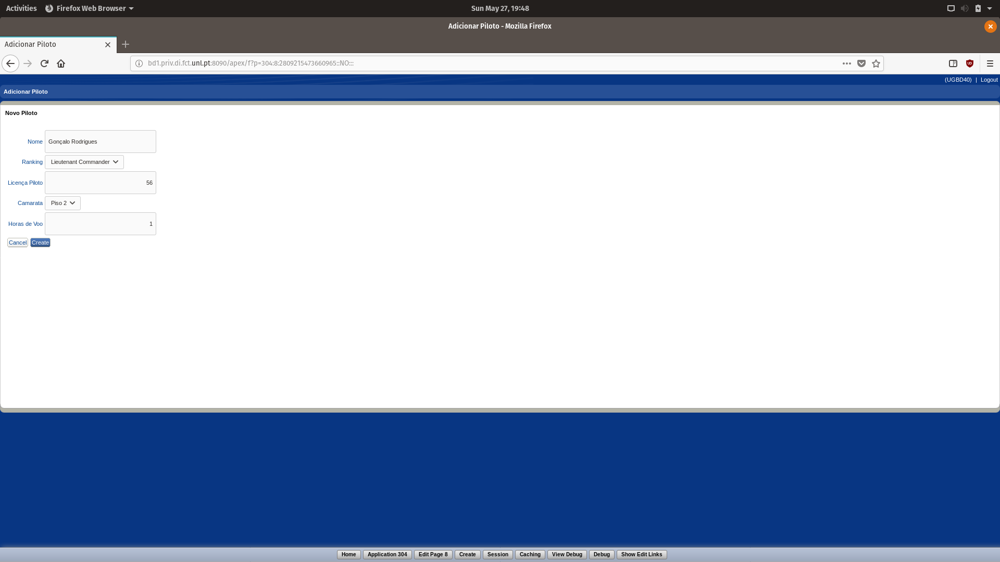 Activities Firefox Web Browser Sun May 27, 19:48
Adicionar Piloto - Mozilla Firefox
Adicionar Piloto
bd1.priv.di.fct.unl.pt:8090/apex/f?p=304:8:2809215473660965::NO:::
(UGBD40) | Logout
Adicionar Piloto
Novo Piloto
Nome Gonçalo Rodrigues
Ranking Lieutenant Commander
Licença Piloto 56
Camarata Piso 2
Horas de Voo 1
Cancel Create
Home Application 304 Edit Page 8 Create Session Caching View Debug Debug Show Edit Links